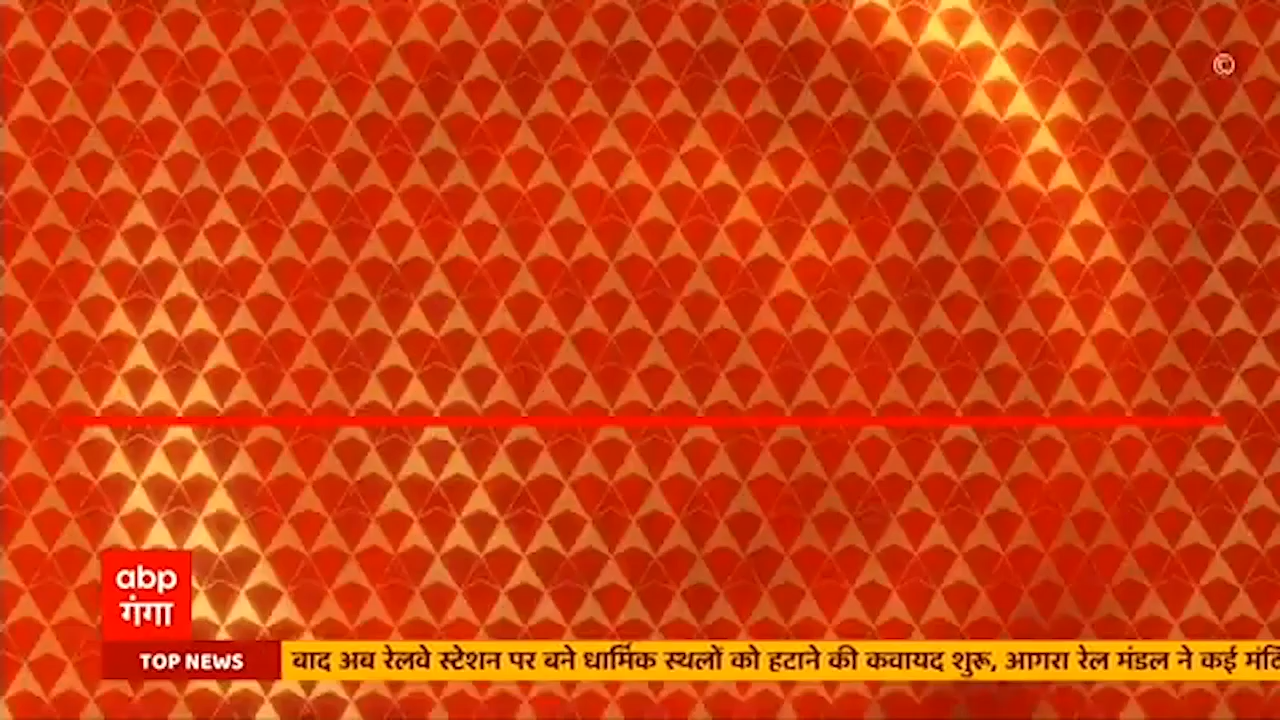 ©
abp
गंगा
TOP NEWS
बाद अब रेलवे स्टेशन पर बने धार्मिक स्थलों को हटाने की कवायद शुरू, आगरा रेल मंडल ने कई